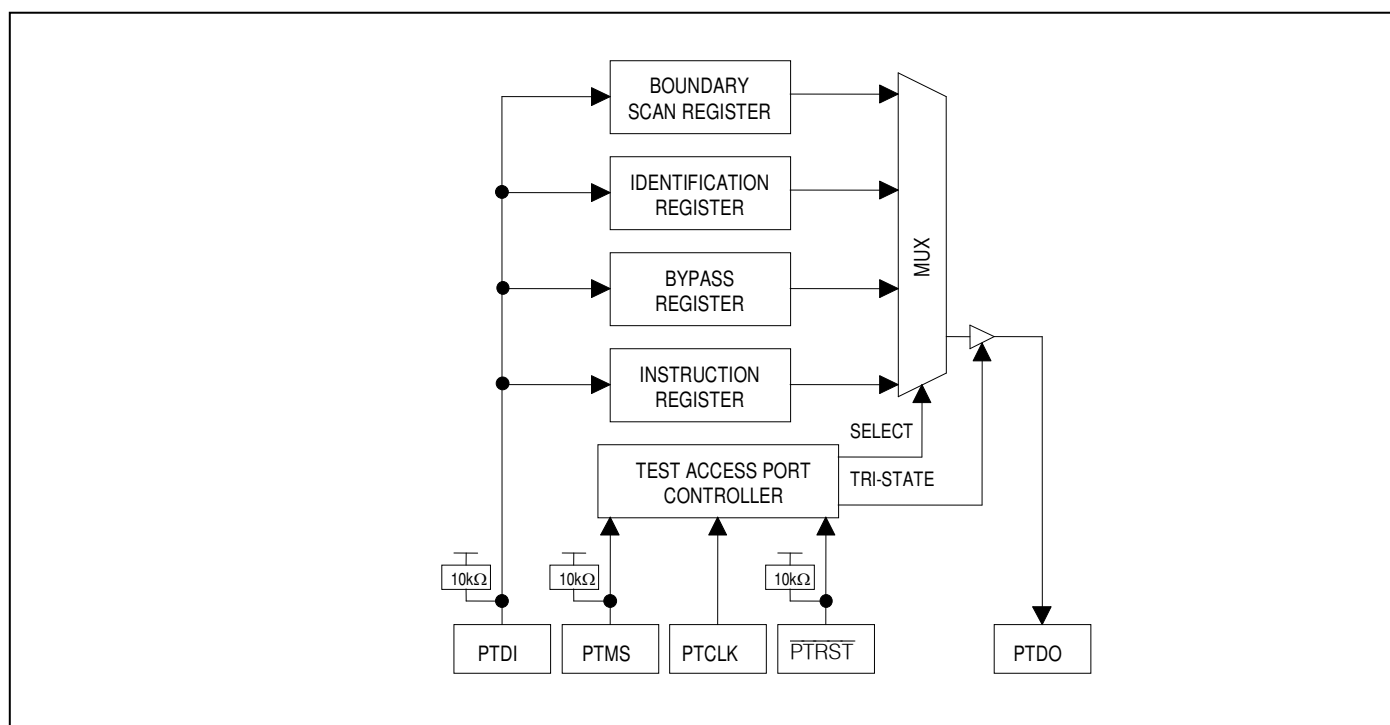 BOUNDARY
SCAN REGISTER
IDENTIFICATION
REGISTER
BYPASS
REGISTER
INSTRUCTION
REGISTER
MUX
SELECT
TRI-STATE
TEST ACCESS PORT
CONTROLLER
10kΩ
10kΩ
10kΩ
PTDI
PTMS
PTCLK
PTRST
PTDO